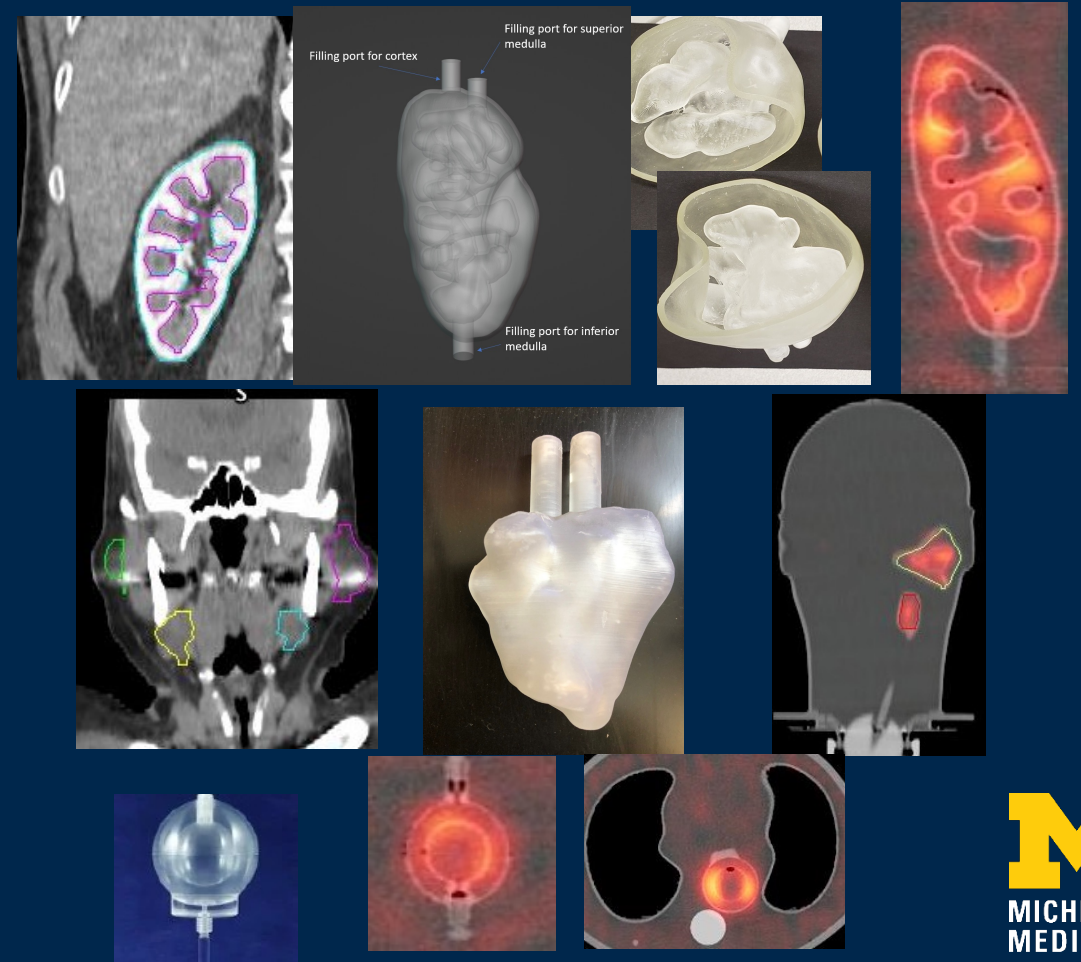 Filling port for superior
medulla
Filling port for cortex
Filling port for inferior
medulla
S
M
MICH
MEDI